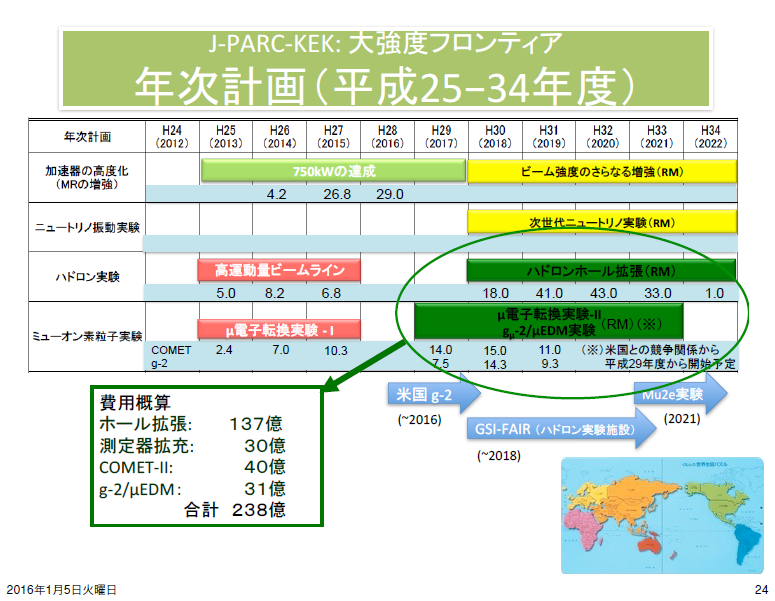 J-PARC-KEK: 大強度フロンティア
年次計画（平成25−34年度）
年次計画 H24 H25 H26 H27 H28 H29 H30 H31 H32 H33 H34
(2012) (2013) (2014) (2015) (2016) (2017) (2018) (2019) (2020) (2021) (2022)
加速器の高度化
（MRの増強）
750kWの達成 ビーム強度のさらなる増強（RM）
4.2 26.8 29.0
ニュートリノ振動実験 次世代ニュートリノ実験（RM）
ハドロン実験 高運動量ビームライン ハドロンホール拡張（RM）
5.0 8.2 6.8 18.0 41.0 43.0 33.0 1.0
ミューオン素粒子実験 μ電子転換実験 - I
μ電子転換実験-II
gμ-2/μEDM実験 （RM）（※）
COMET 2.4 7.0 10.3 14.0 15.0 11.0 （※）米国との競争関係から
g-2 7.5 14.3 9.3 平成29年度から開始予定
米国 g-2
(~2016)
Mu2e実験
(2021)
GSI-FAIR （ハドロン実験施設）
(~2018)
費用概算
ホール拡張: 137億
測定器拡充: 30億
COMET-II: 40億
g-2/μEDM： 31億
合計 238億
2016年1月5日火曜日 24